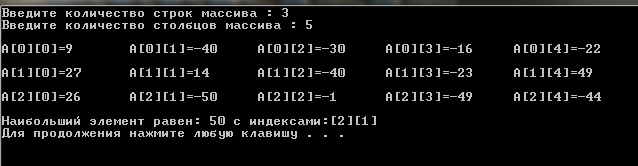 Введите количество строк массива : 3
Введите количество столбцов массива : 5
A[0][0]=9 A[0][1]=-40 A[0][2]=-30 A[0][3]=-16 A[0][4]=-22
A[1][0]=27 A[1][1]=14 A[1][2]=-40 A[1][3]=-23 A[1][4]=49
A[2][0]=26 A[2][1]=-50 A[2][2]=-1 A[2][3]=-49 A[2][4]=-44
Наибольший элемент равен: 50 с индексами:[2][1]
Для продолжения нажмите любую клавишу . . .